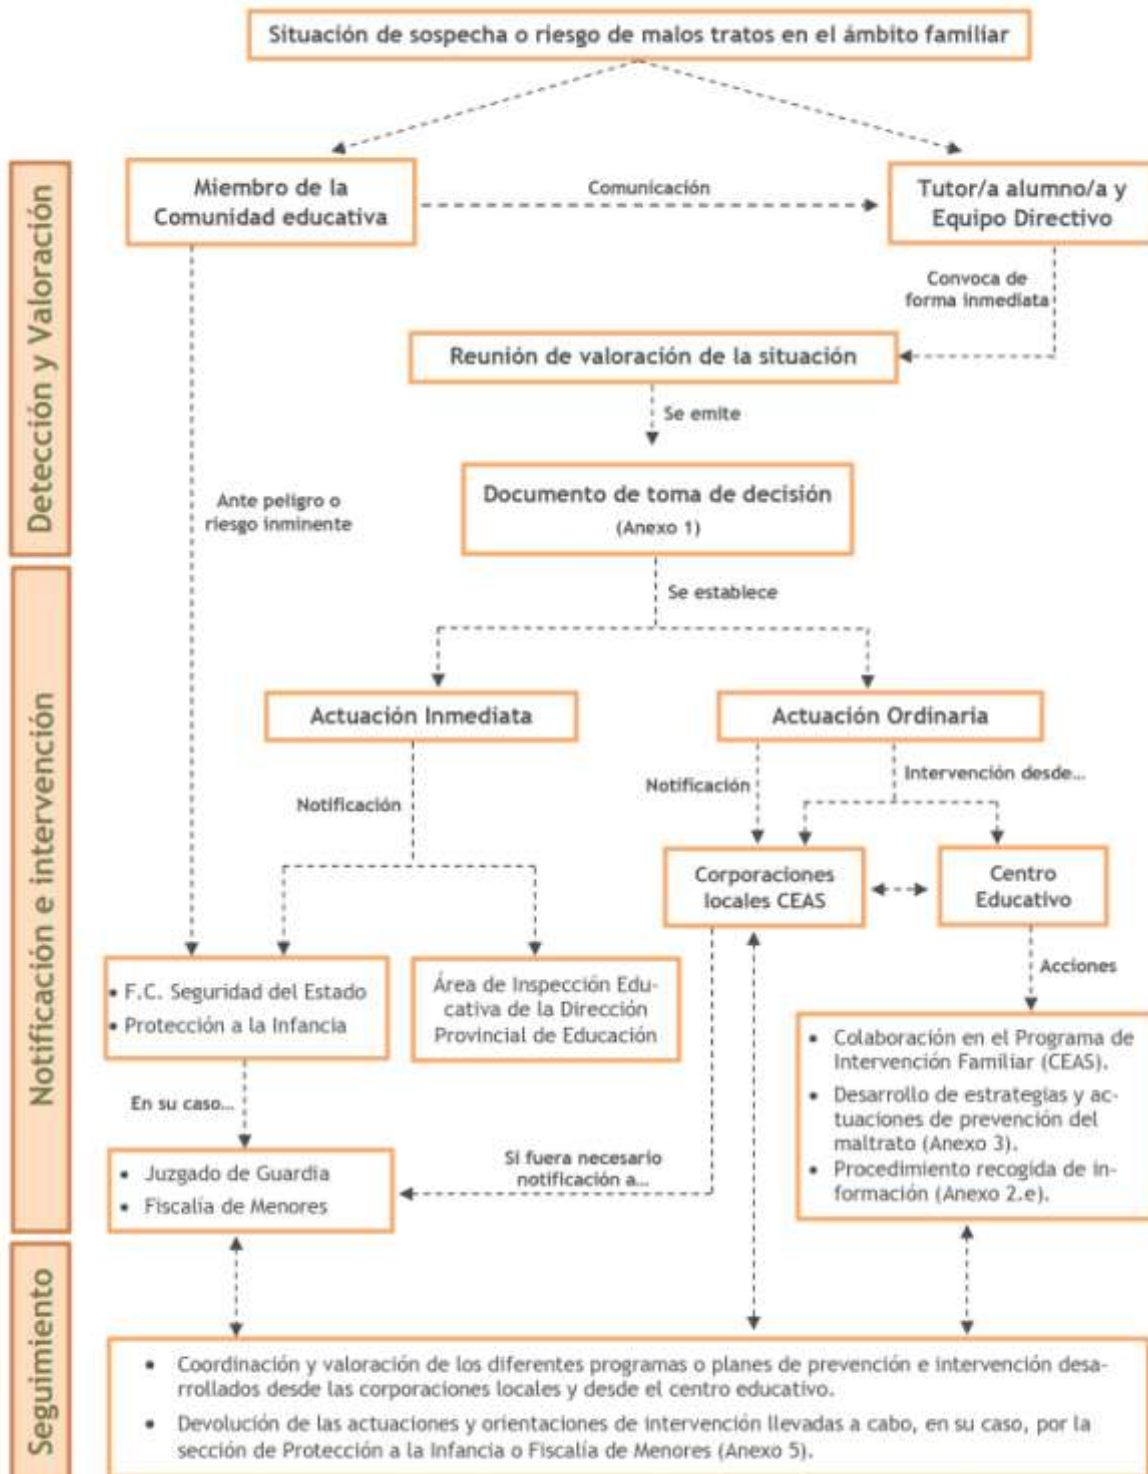 Situación de sospecha o riesgo de malos tratos en el ámbito familiar
Detección y Valoración
Miembro de la
Comunidad educativa
Comunicación
Tutor/a alumno/a y
Equipo Directivo
Convoca de
forma inmediata
Reunión de valoración de la situación
Se emite
Documento de toma de decisión
(Anexo 1)
Ante peligro o
riesgo inminente
Se establece
Notificación e intervención
Actuación Inmediata
Actuación Ordinaria
Notificación
Notificación
Intervención desde...
Corporaciones
locales CEAS
Centro
Educativo
Acciones
• F.C. Seguridad del Estado
• Protección a la Infancia
Área de Inspección Edu-
cativa de la Dirección
Provincial de Educación
• Colaboración en el Programa de
Intervención Familiar (CEAS).
• Desarrollo de estrategias y ac-
tuaciones de prevención del
maltrato (Anexo 3).
• Procedimiento recogida de in-
formación (Anexo 2.e).
En su caso...
• Juzgado de Guardia
• Fiscalía de Menores
Si fuera necesario
notificación a...
Seguimiento
• Coordinación y valoración de los diferentes programas o planes de prevención e intervención desa-
rrollados desde las corporaciones locales y desde el centro educativo.
• Devolución de las actuaciones y orientaciones de intervención llevadas a cabo, en su caso, por la
sección de Protección a la Infancia o Fiscalía de Menores (Anexo 5).